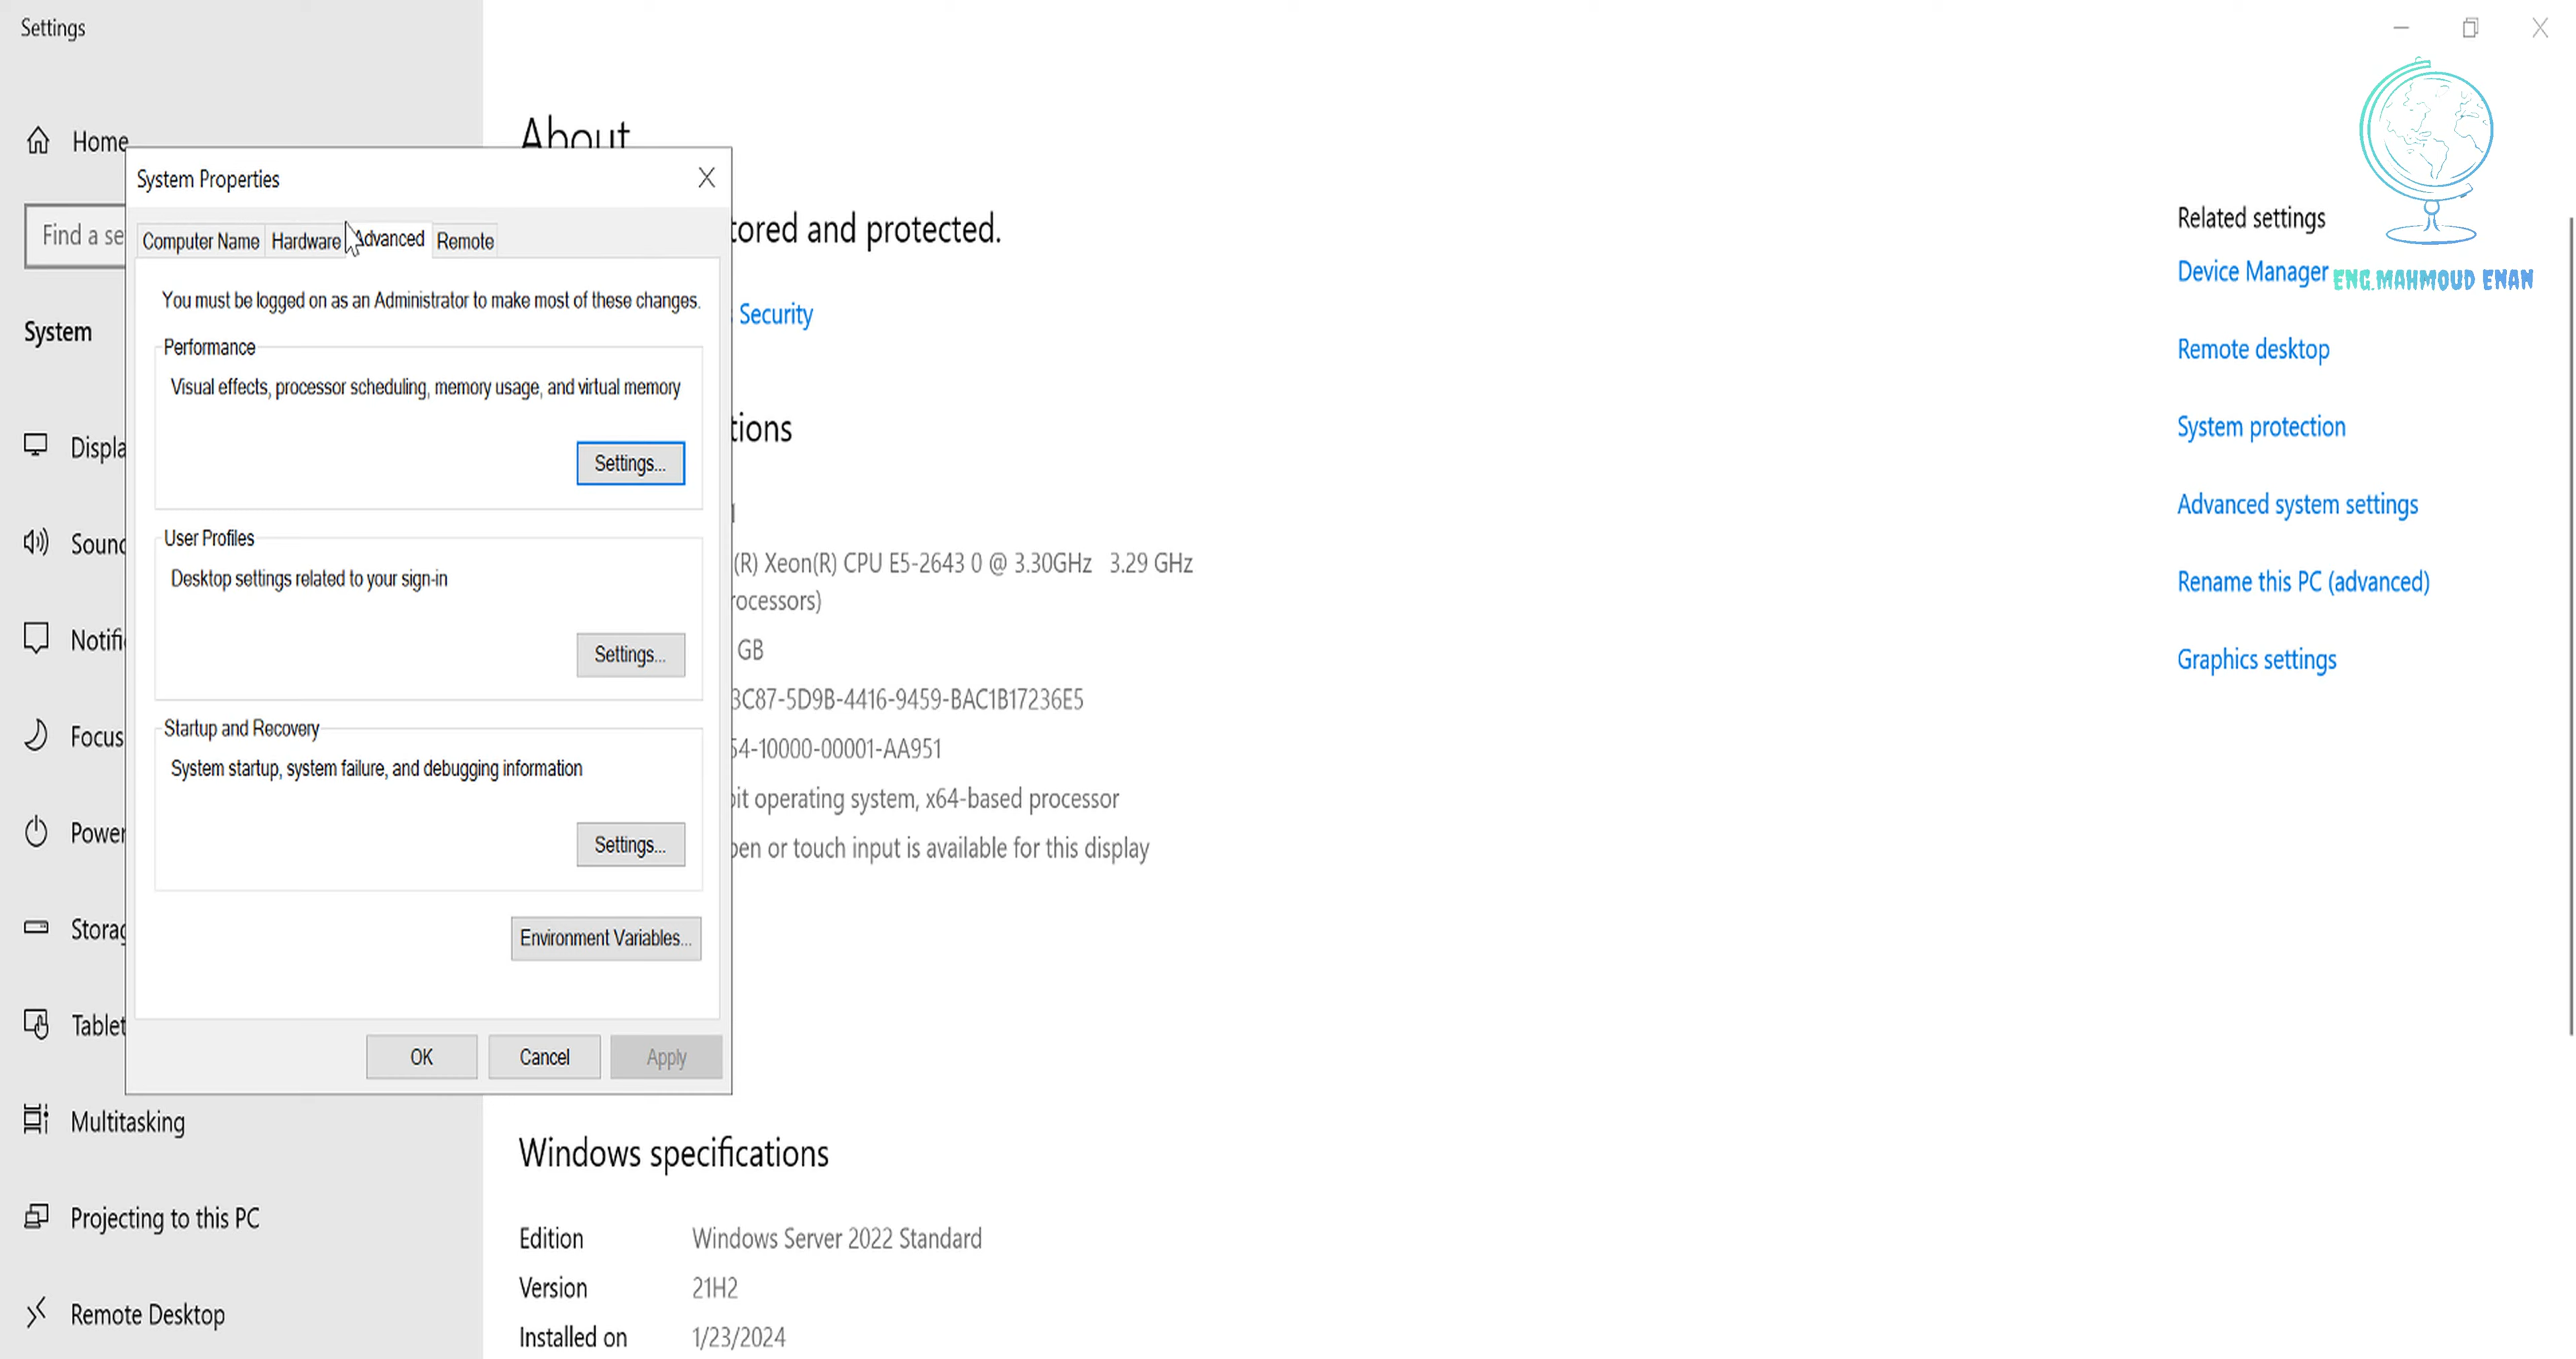 Settings
Home
Find a se
System
Displa
Sound
Notifi
Focus
Power
Storag
Tablet
Multitasking
Projecting to this PC
Remote Desktop
System Properties
Computer Name
Hardware
Advanced
Remote
You must be logged on as an Administrator to make most of these changes.
Performance
Visual effects, processor scheduling, memory usage, and virtual memory
Settings...
User Profiles
Desktop settings related to your sign-in
Settings...
Startup and Recovery
System startup, system failure, and debugging information
Settings...
Environment Variables...
OK
Cancel
Apply
About
tored and protected.
Security
tions
(R) Xeon(R) CPU E5-2643 0 @ 3.30GHz 3.29 GHz
rocessors)
GB
3C87-5D9B-4416-9459-BAC1B17236E5
54-10000-00001-AA951
bit operating system, x64-based processor
pen or touch input is available for this display
Windows specifications
Edition Windows Server 2022 Standard
Version 21H2
Installed on 1/23/2024
Related settings
Device Manager
Remote desktop
System protection
Advanced system settings
Rename this PC (advanced)
Graphics settings
ENG.MAHMOUD ENAN